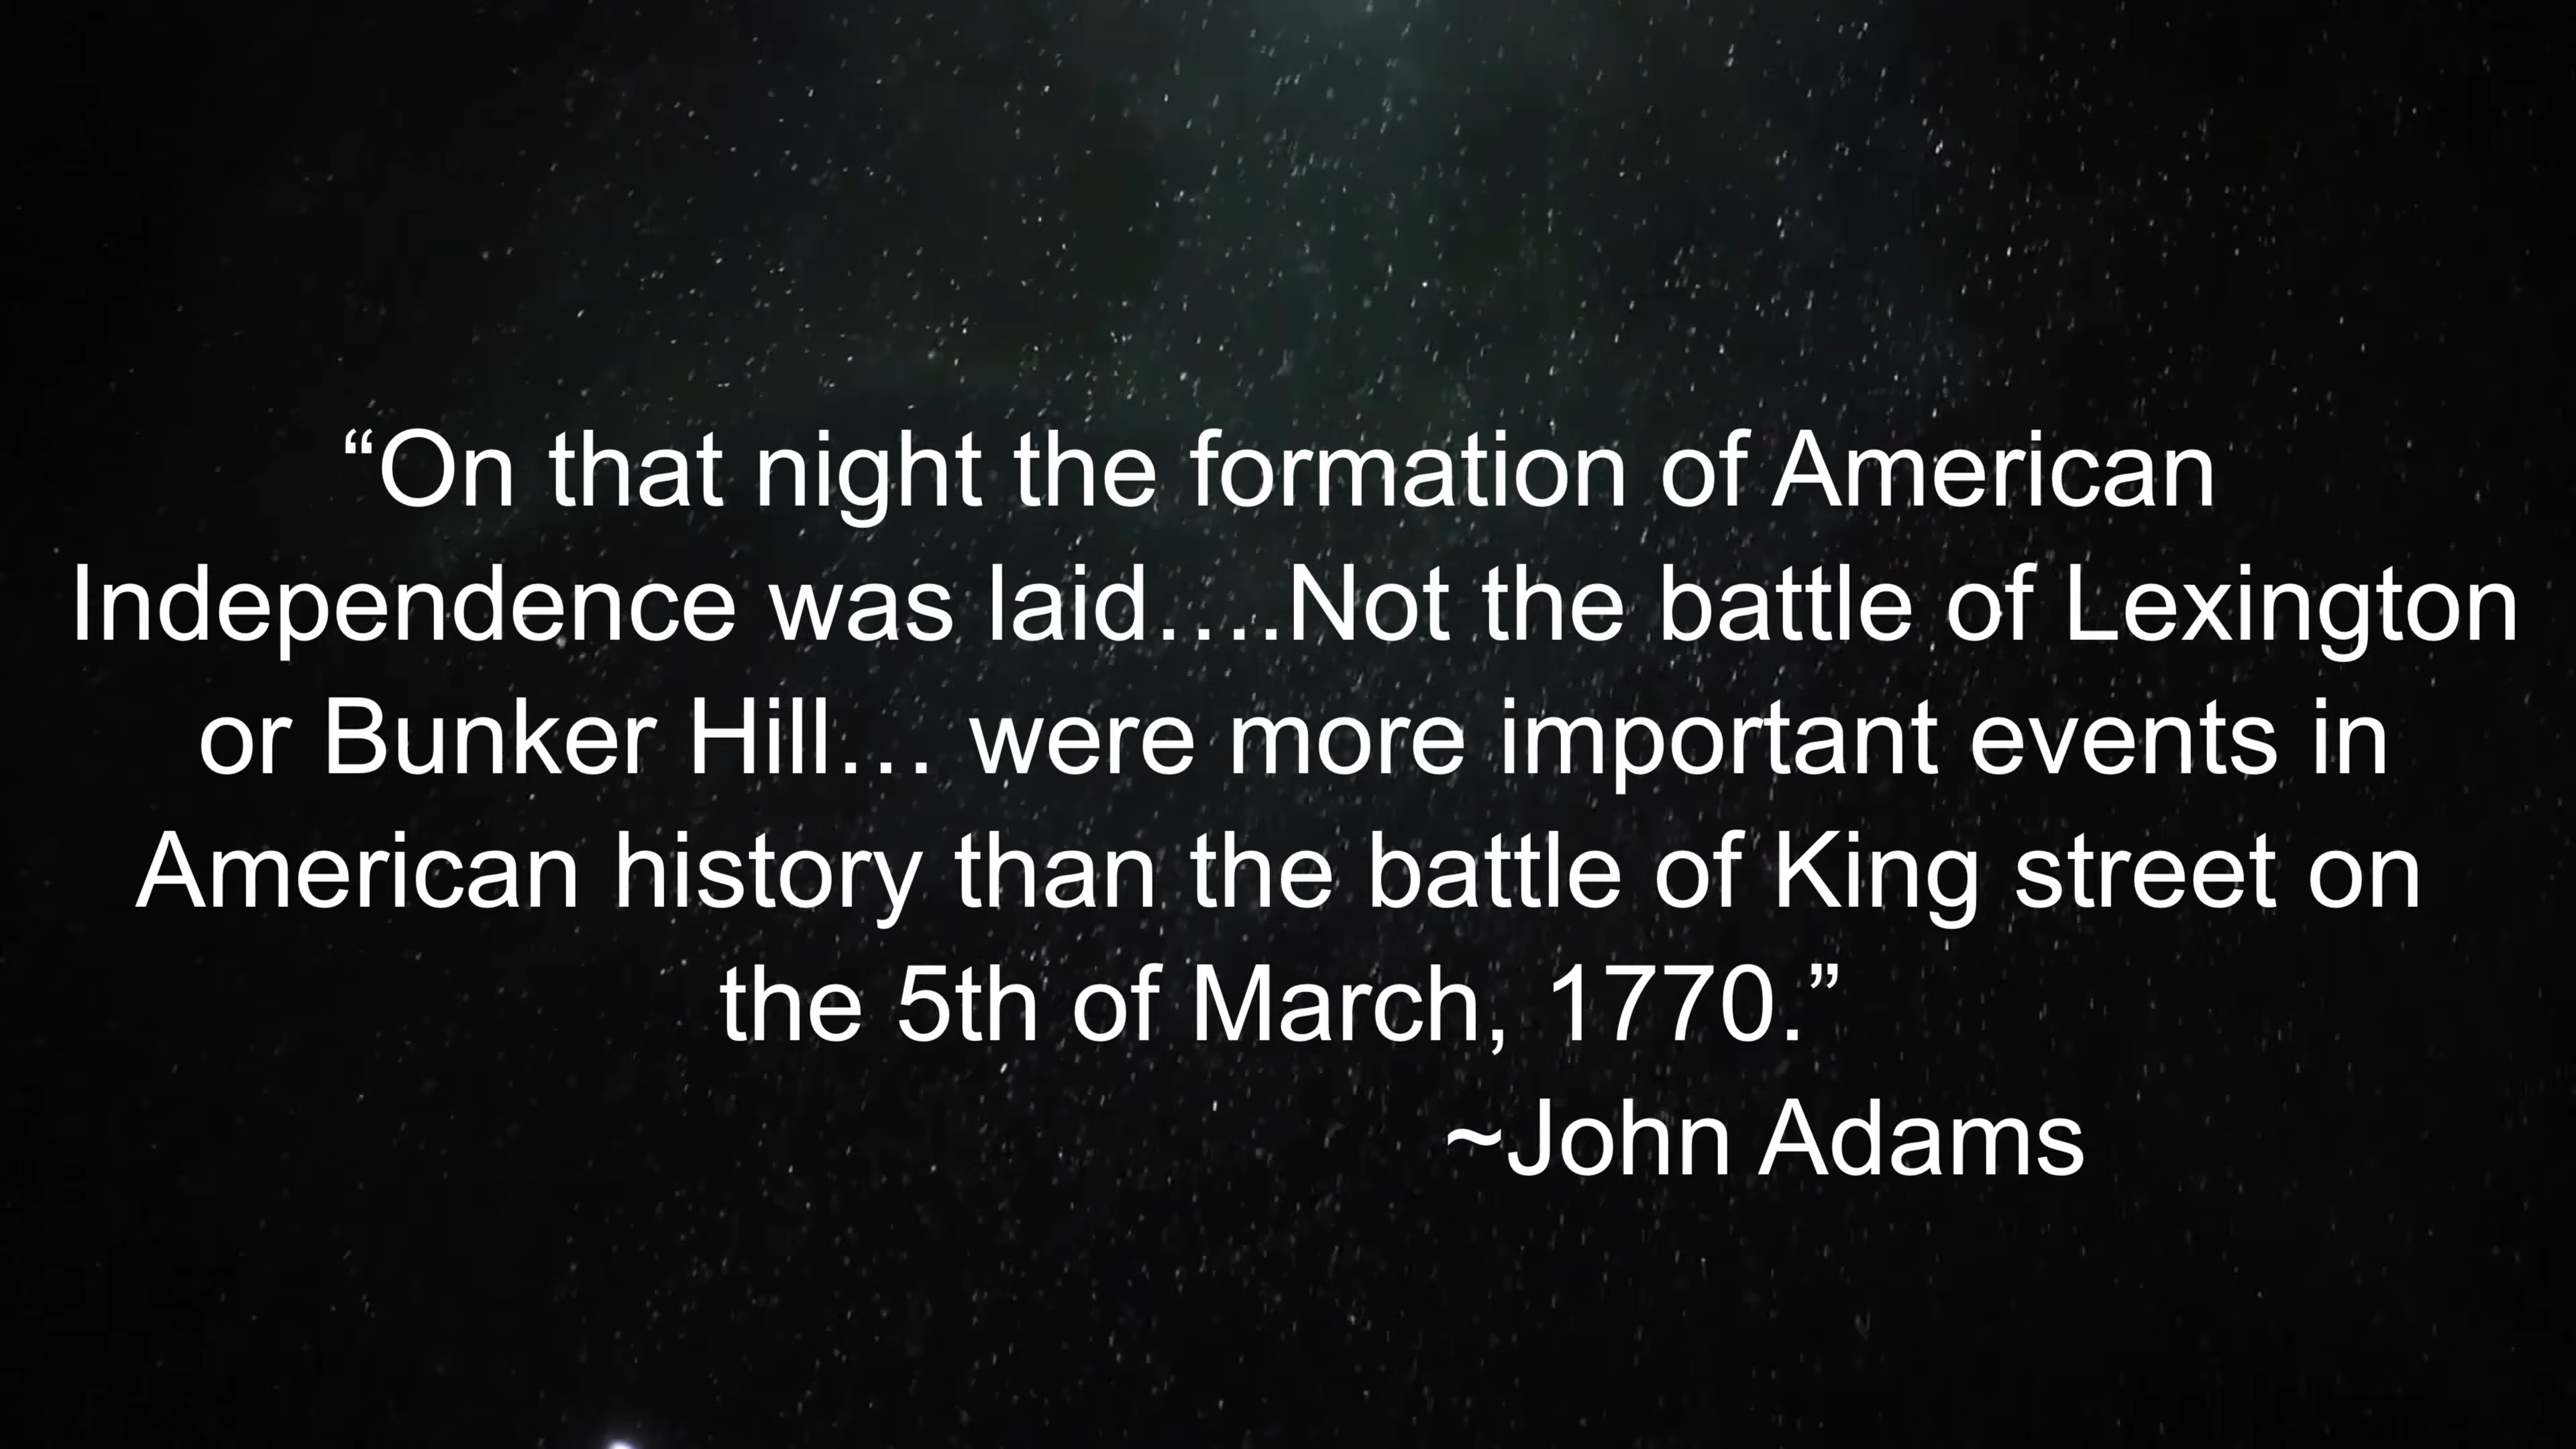 “On that night the formation of American
Independence was laid….Not the battle of Lexington
or Bunker Hill… were more important events in
American history than the battle of King street on
the 5th of March, 1770.”
~John Adams